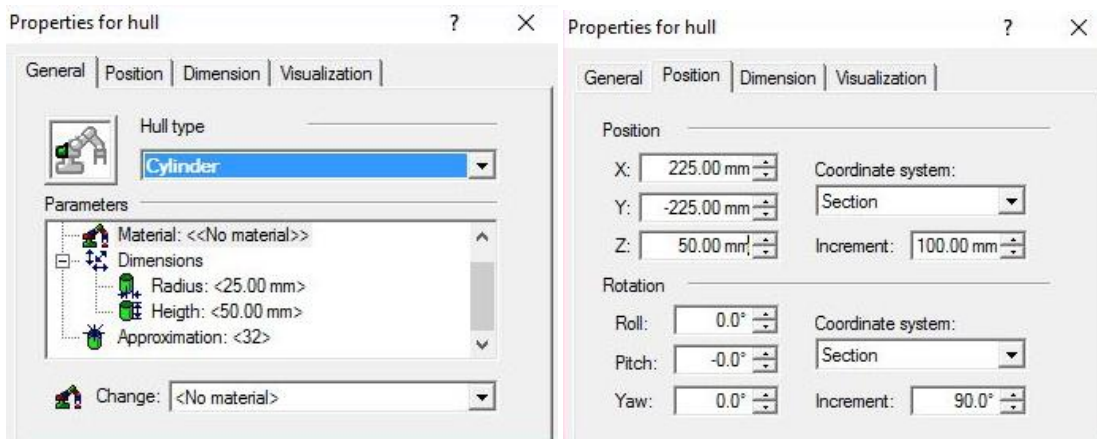 Properties for hull ? X
General Position Dimension Visualization
Hull type
Cylinder
Parameters
Material: <<No material>>
Dimensions
Radius: <25.00 mm>
Heigth: <50.00 mm>
Approximation: <32>
Change: <No material>
Properties for hull ? X
General Position Dimension Visualization
Position
X: 225.00 mm Coordinate system:
Y: -225.00 mm Section
Z: 50.00 mm Increment: 100.00 mm
Rotation
Roll: 0.0° Coordinate system:
Pitch: -0.0° Section
Yaw: 0.0° Increment: 90.0°